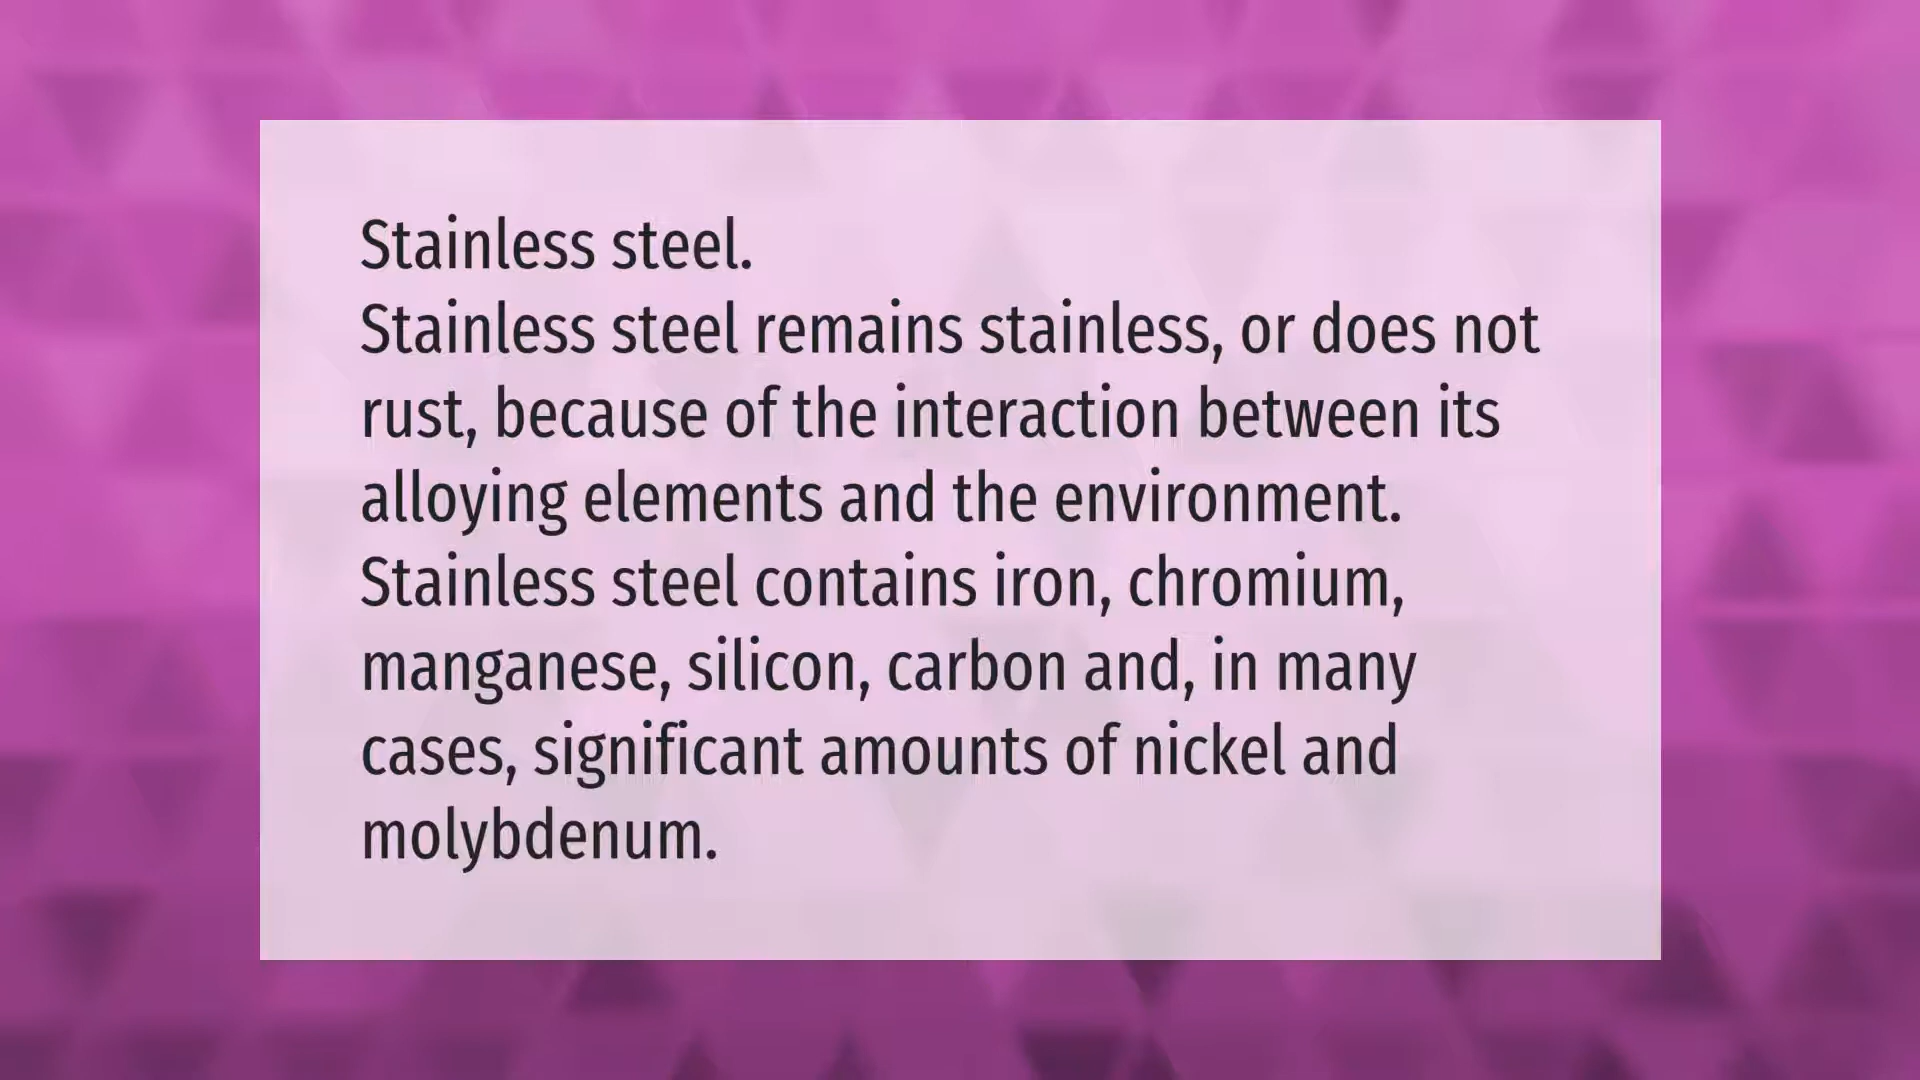 Stainless steel.
Stainless steel remains stainless, or does not
rust, because of the interaction between its
alloying elements and the environment.
Stainless steel contains iron, chromium,
manganese, silicon, carbon and, in many
cases, significant amounts of nickel and
molybdenum.